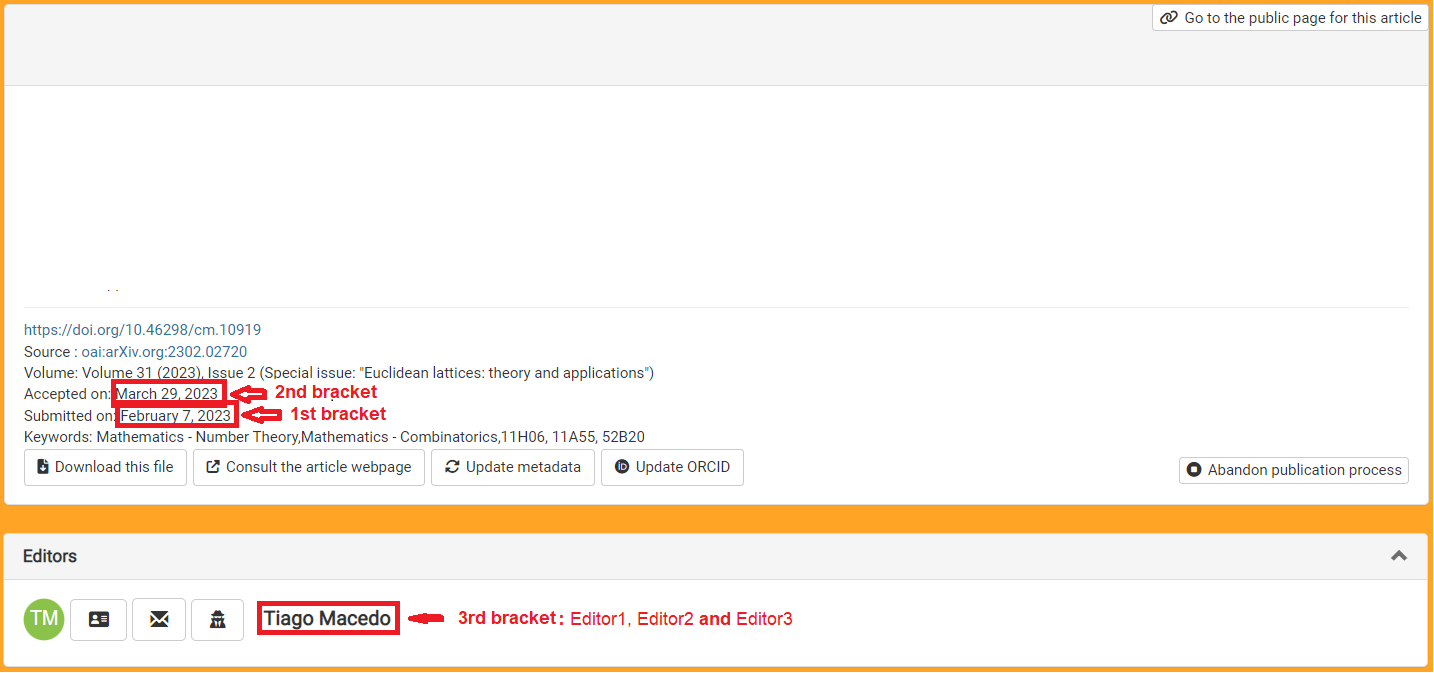 Go to the public page for this article
https://doi.org/10.46298/cm.10919
Source : oai:arXiv.org:2302.02720
Volume: Volume 31 (2023), Issue 2 (Special issue: "Euclidean lattices: theory and applications")
Accepted on: March 29, 2023 2nd bracket
Submitted on: February 7, 2023 1st bracket
Keywords: Mathematics - Number Theory,Mathematics - Combinatorics,11H06, 11A55, 52B20
Download this file Consult the article webpage Update metadata Update ORCID Abandon publication process
Editors
TM Tiago Macedo 3rd bracket: Editor1, Editor2 and Editor3